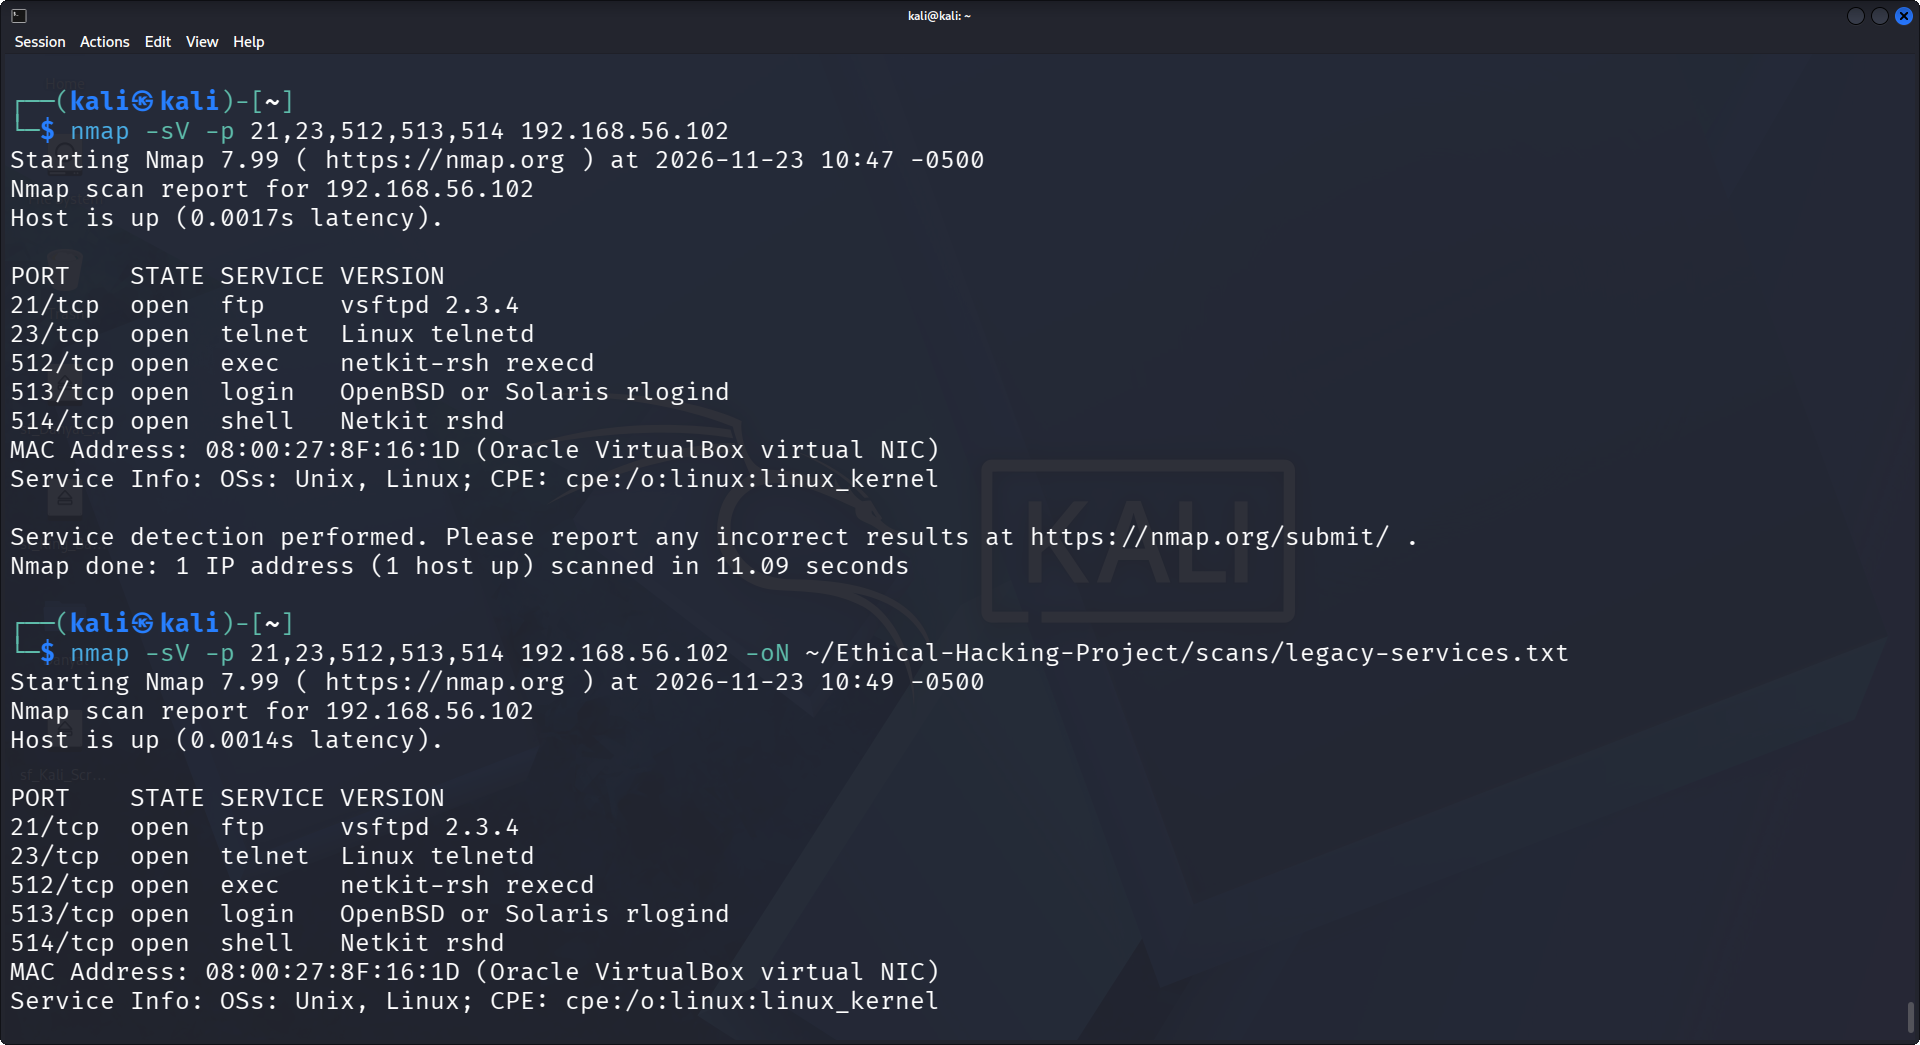 kali@kali: ~
Session Actions Edit View Help
┌──(kali㉿kali)-[~]
└─$ nmap -sV -p 21,23,512,513,514 192.168.56.102
Starting Nmap 7.99 ( https://nmap.org ) at 2026-11-23 10:47 -0500
Nmap scan report for 192.168.56.102
Host is up (0.0017s latency).
PORT    STATE SERVICE VERSION
21/tcp  open  ftp     vsftpd 2.3.4
23/tcp  open  telnet  Linux telnetd
512/tcp open  exec    netkit-rsh rexecd
513/tcp open  login   OpenBSD or Solaris rlogind
514/tcp open  shell   Netkit rshd
MAC Address: 08:00:27:8F:16:1D (Oracle VirtualBox virtual NIC)
Service Info: OSs: Unix, Linux; CPE: cpe:/o:linux:linux_kernel
Service detection performed. Please report any incorrect results at https://nmap.org/submit/ .
Nmap done: 1 IP address (1 host up) scanned in 11.09 seconds
┌──(kali㉿kali)-[~]
└─$ nmap -sV -p 21,23,512,513,514 192.168.56.102 -oN ~/Ethical-Hacking-Project/scans/legacy-services.txt
Starting Nmap 7.99 ( https://nmap.org ) at 2026-11-23 10:49 -0500
Nmap scan report for 192.168.56.102
Host is up (0.0014s latency).
sf_Kali_Scr...
PORT    STATE SERVICE VERSION
21/tcp  open  ftp     vsftpd 2.3.4
23/tcp  open  telnet  Linux telnetd
512/tcp open  exec    netkit-rsh rexecd
513/tcp open  login   OpenBSD or Solaris rlogind
514/tcp open  shell   Netkit rshd
MAC Address: 08:00:27:8F:16:1D (Oracle VirtualBox virtual NIC)
Service Info: OSs: Unix, Linux; CPE: cpe:/o:linux:linux_kernel
KALI